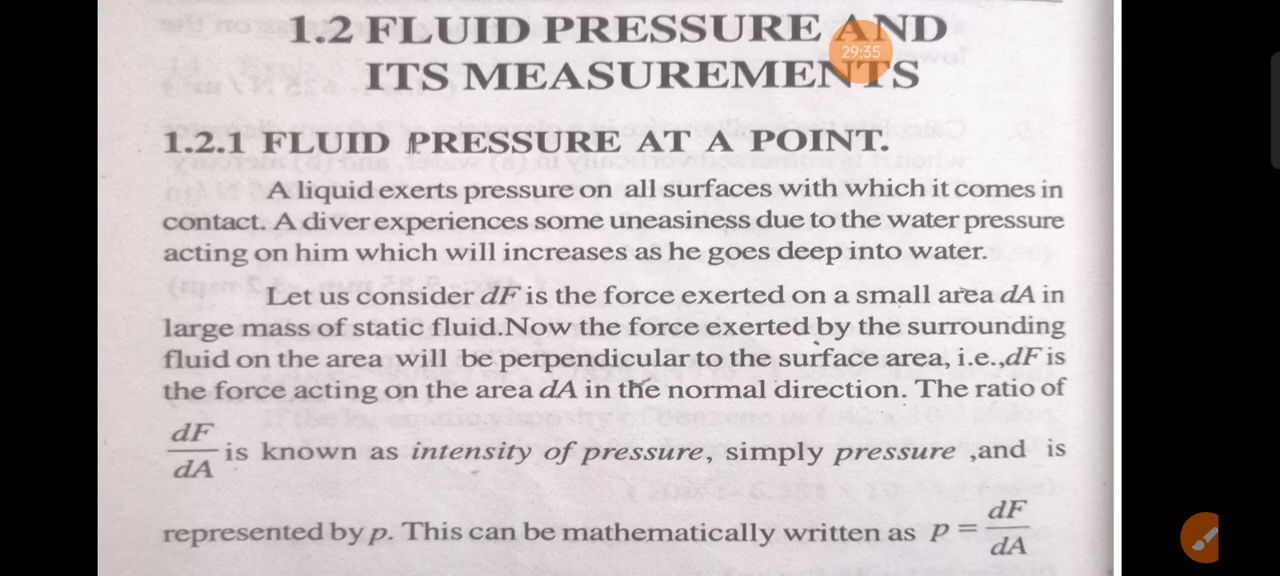 1.2 FLUID PRESSURE AND
29:35
ITS MEASUREMENTS
1.2.1 FLUID PRESSURE AT A POINT.
A liquid exerts pressure on all surfaces with which it comes in
contact. A diver experiences some uneasiness due to the water pressure
acting on him which will increases as he goes deep into water.
Let us consider dF is the force exerted on a small area dA in
large mass of static fluid.Now the force exerted by the surrounding
fluid on the area will be perpendicular to the surface area, i.e.,dF is
the force acting on the area dA in the normal direction. The ratio of
dF
dA is known as intensity of pressure, simply pressure ,and is
represented by p. This can be mathematically written as p = dF
dA